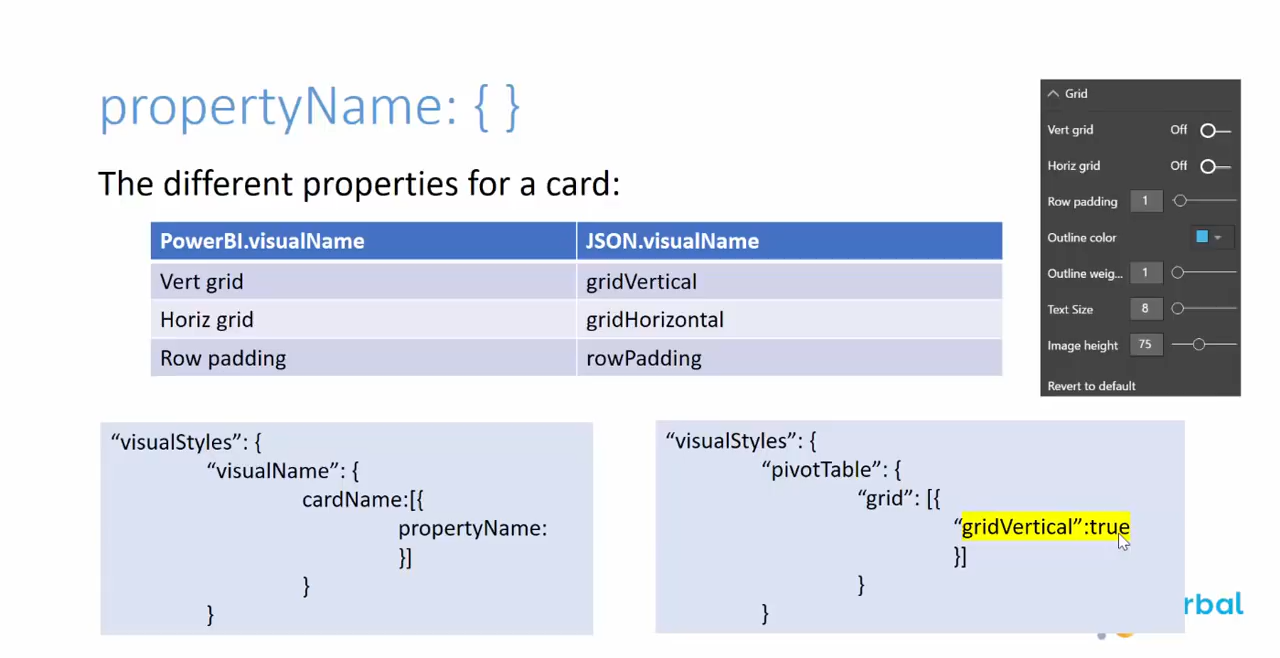 propertyName: { }
The different properties for a card:
PowerBI.visualName JSON.visualName
Vert grid gridVertical
Horiz grid gridHorizontal
Row padding rowPadding
Grid
Vert grid Off
Horiz grid Off
Row padding 1
Outline color
Outline weig... 1
Text Size 8
Image height 75
Revert to default
“visualStyles”: {
“visualName”: {
cardName:[{
propertyName:
}]
}
}
“visualStyles”: {
“pivotTable”: {
“grid”: [{
“gridVertical”:true
}]
}
}
rbal